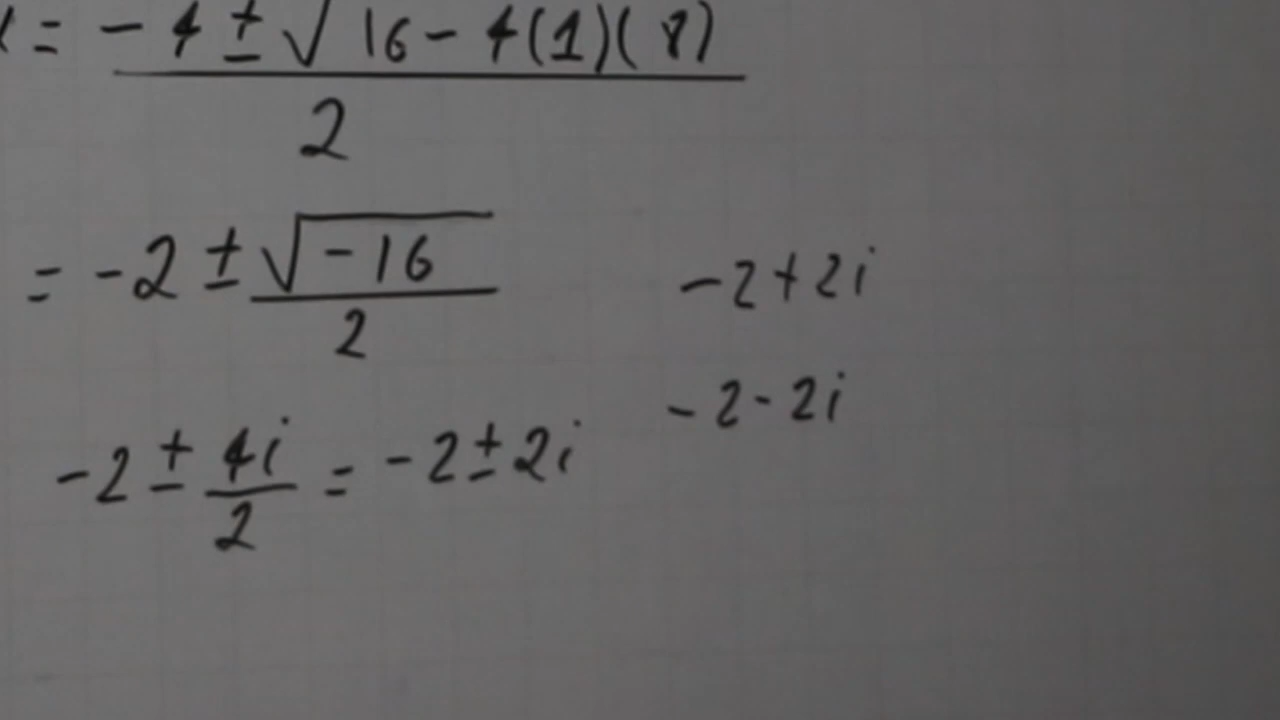 x = -4 ± √16 - 4(1)(8)
2
= -2 ± √-16
2
-2 ± 4i/2 = -2 ± 2i
-2 + 2i
-2 - 2i